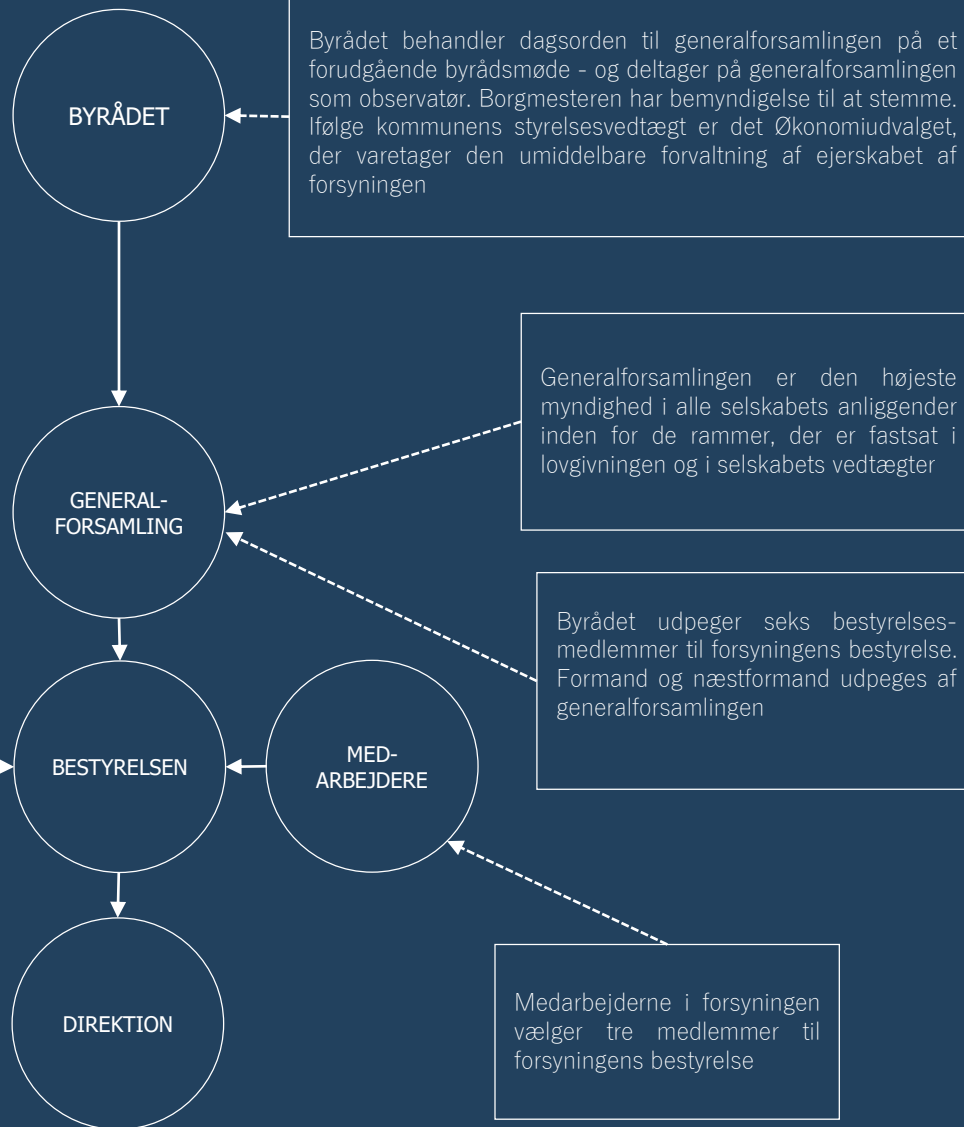 BYRÅDET
Byrådet behandler dagsorden til generalforsamlingen på et
forudgående byrådsmøde - og deltager på generalforsamlingen
som observatør. Borgmesteren har bemyndigelse til at stemme.
Ifølge kommunens styrelsesvedtægt er det Økonomiudvalget,
der varetager den umiddelbare forvaltning af ejerskabet af
forsyningen
Generalforsamlingen er den højeste
myndighed i alle selskabets anliggender
inden for de rammer, der er fastsat i
lovgivningen og i selskabets vedtægter
GENERAL-
FORSAMLING
Byrådet udpeger seks bestyrelses-
medlemmer til forsyningens bestyrelse.
Formand og næstformand udpeges af
generalforsamlingen
BESTYRELSEN
MED-
ARBEJDERE
Medarbejderne i forsyningen
vælger tre medlemmer til
forsyningens bestyrelse
DIREKTION